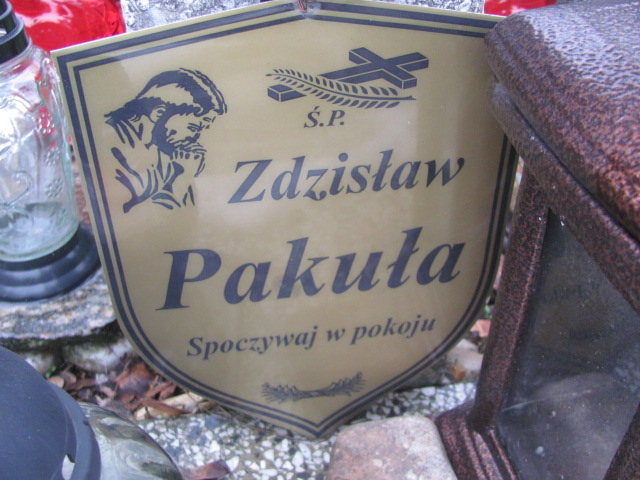 Ś.P.
Zdzisław
Pakuła
Spoczywaj w pokoju